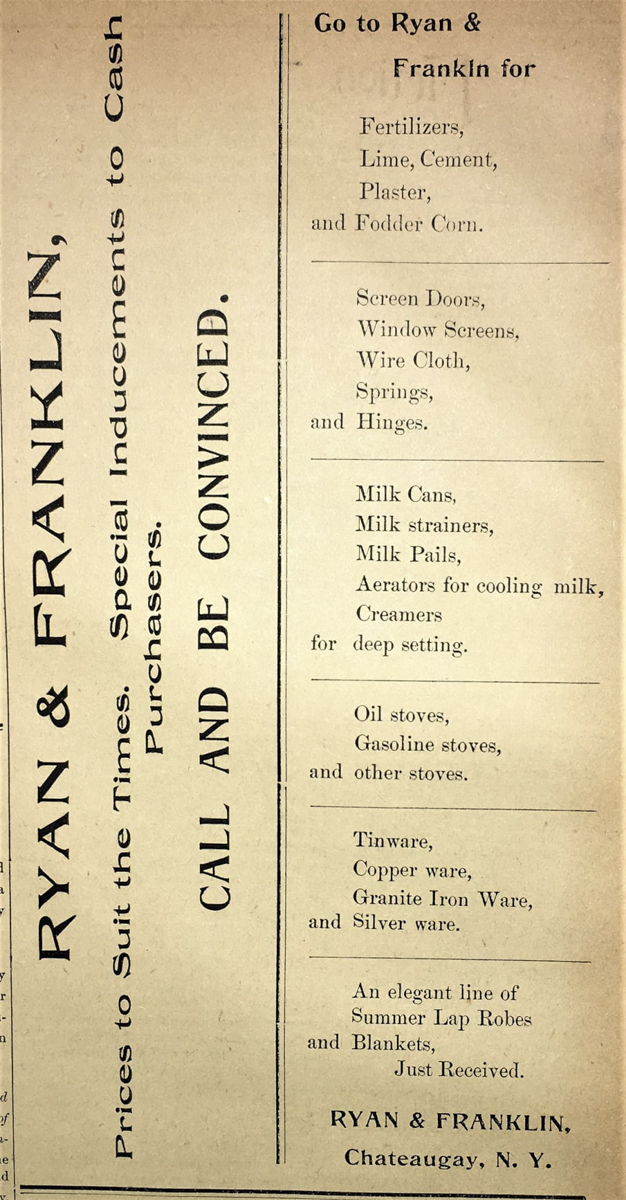 RYAN & FRANKLIN,
Prices to Suit the Times. Special Inducements to Cash
Purchasers.
CALL AND BE CONVINCED.
Go to Ryan &
Frankln for
Fertilizers,
Lime, Cement,
Plaster,
and Fodder Corn.
Screen Doors,
Window Screens,
Wire Cloth,
Springs,
and Hinges.
Milk Cans,
Milk strainers,
Milk Pails,
Aerators for cooling milk,
Creamers
for deep setting.
Oil stoves,
Gasoline stoves,
and other stoves.
Tinware,
Copper ware,
Granite Iron Ware,
and Silver ware.
An elegant line of
Summer Lap Robes
and Blankets,
Just Received.
RYAN & FRANKLIN,
Chateaugay, N. Y.